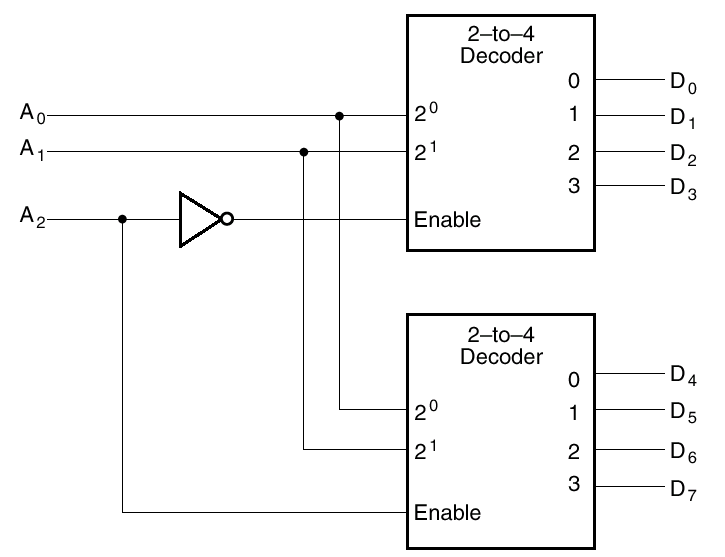 2–to–4
Decoder
0 D0
A0 2^0 1 D1
A1 2^1 2 D2
3 D3
A2 Enable
2–to–4
Decoder
0 D4
2^0 1 D5
2^1 2 D6
3 D7
Enable